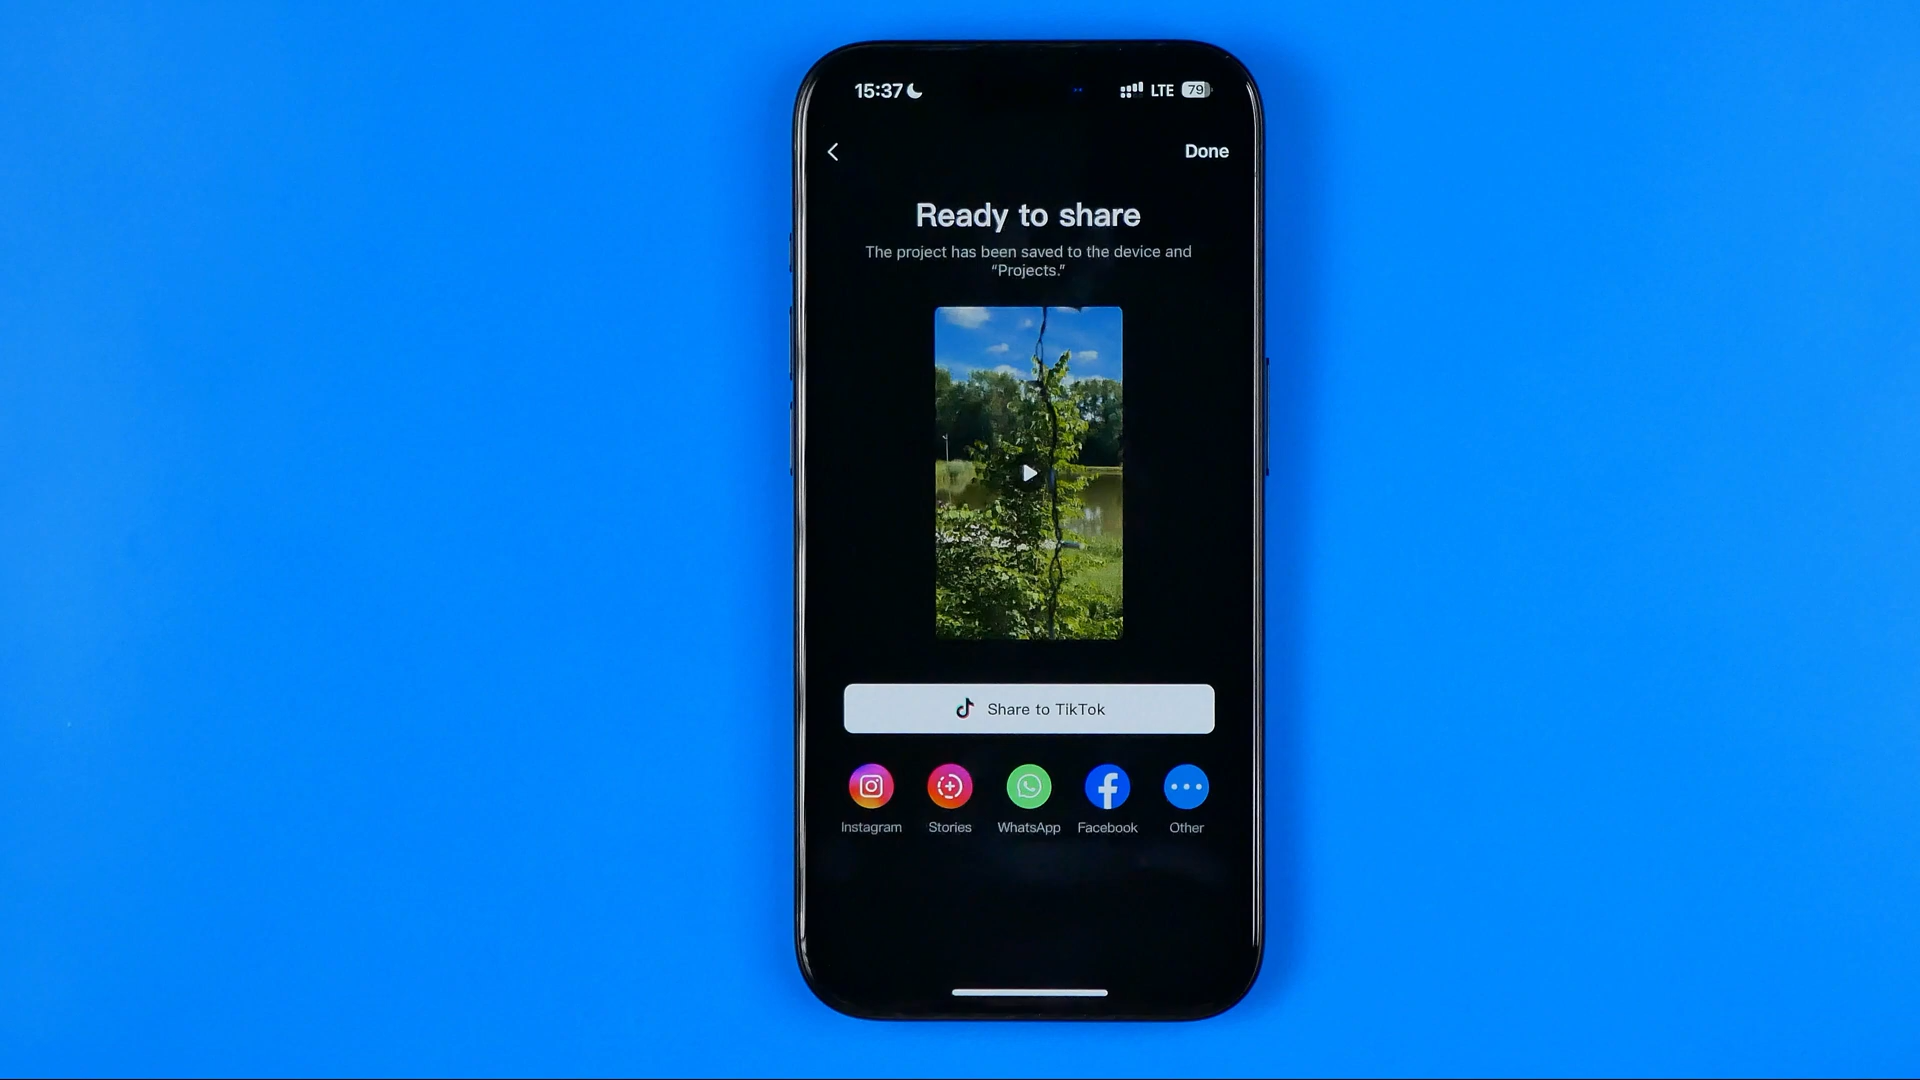 15:37 LTE 79
Done
Ready to share
The project has been saved to the device and
“Projects.”
Share to TikTok
Instagram Stories WhatsApp Facebook Other